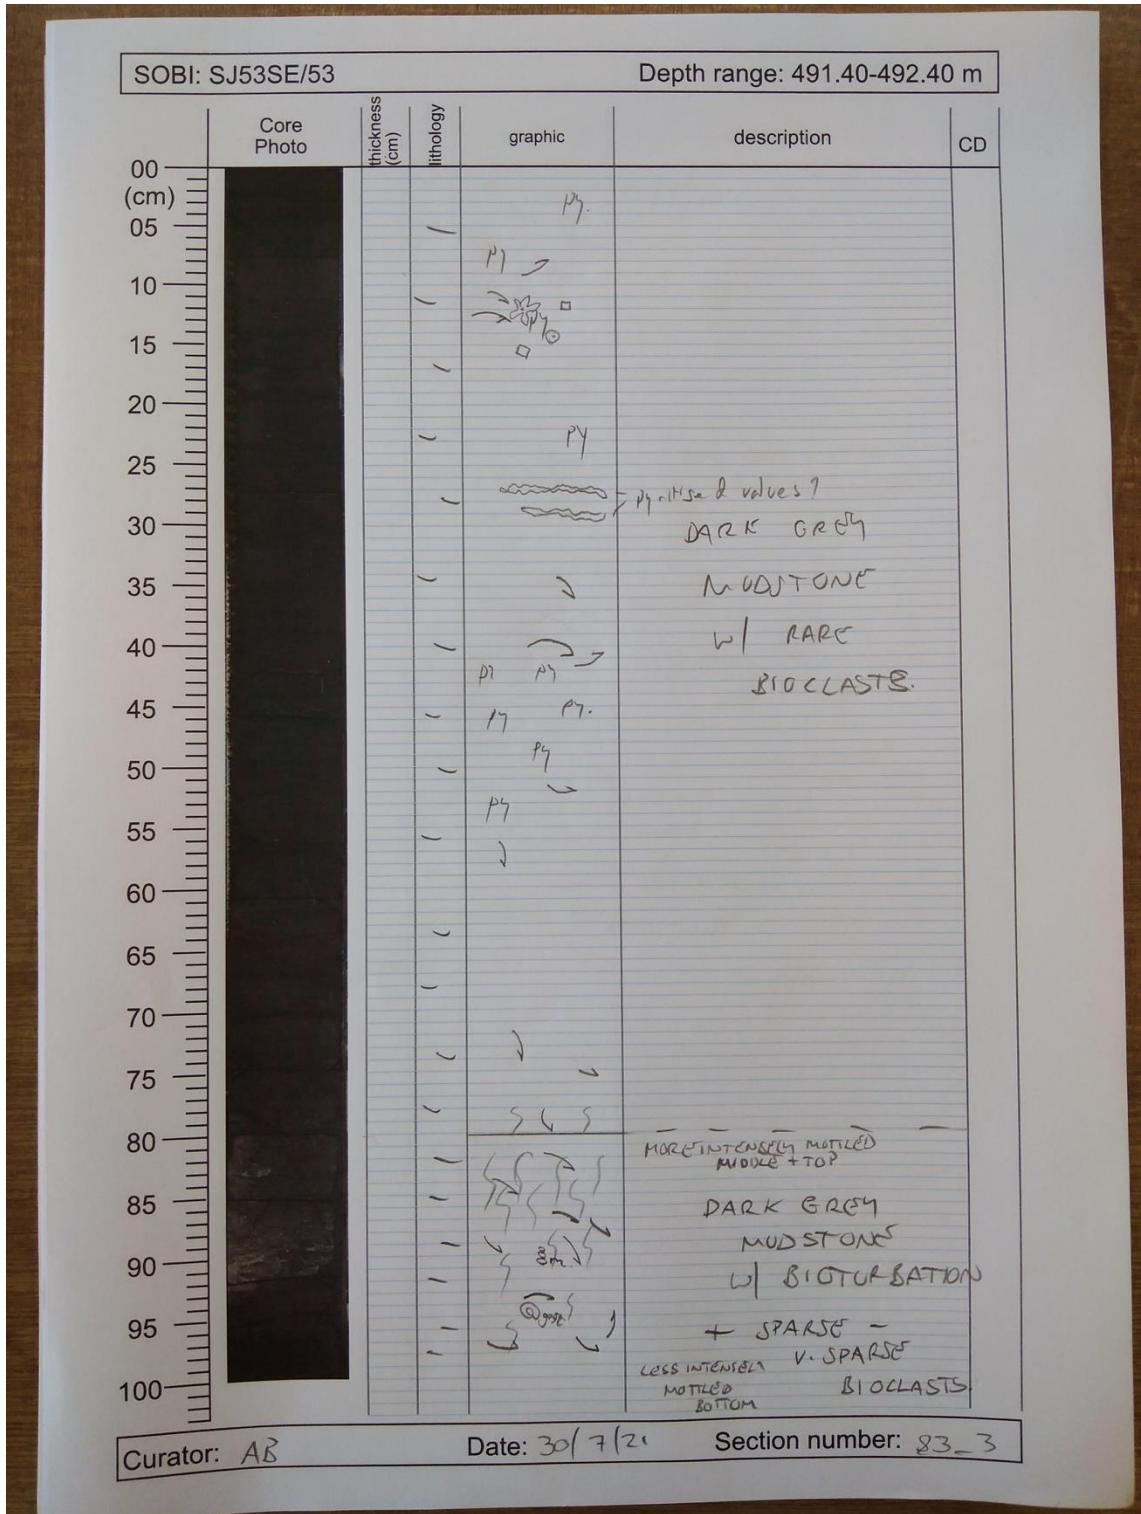 SOBI: SJ53SE/53 Depth range: 491.40-492.40 m
Core Photo thickness (cm) lithology graphic description CD
00
(cm)
py.
05
py
10
py
15
20
py
25
pyritised valves?
30
DARK GREY
35
MUDSTONE
w/ RARE
40
py py
BIOCLASTS.
45
py py.
py
50
py
55
60
65
70
75
80
MORE INTENSELY MOTTLED
MIDDLE + TOP
85
DARK GREY
MUDSTONE
90
w/ BIOTURBATION
95
+ SPARSE -
V. SPARSE
LESS INTENSELY
MOTTLED
BIOCLASTS
100
BOTTOM
Curator: AB Date: 30/7/21 Section number: 83_3